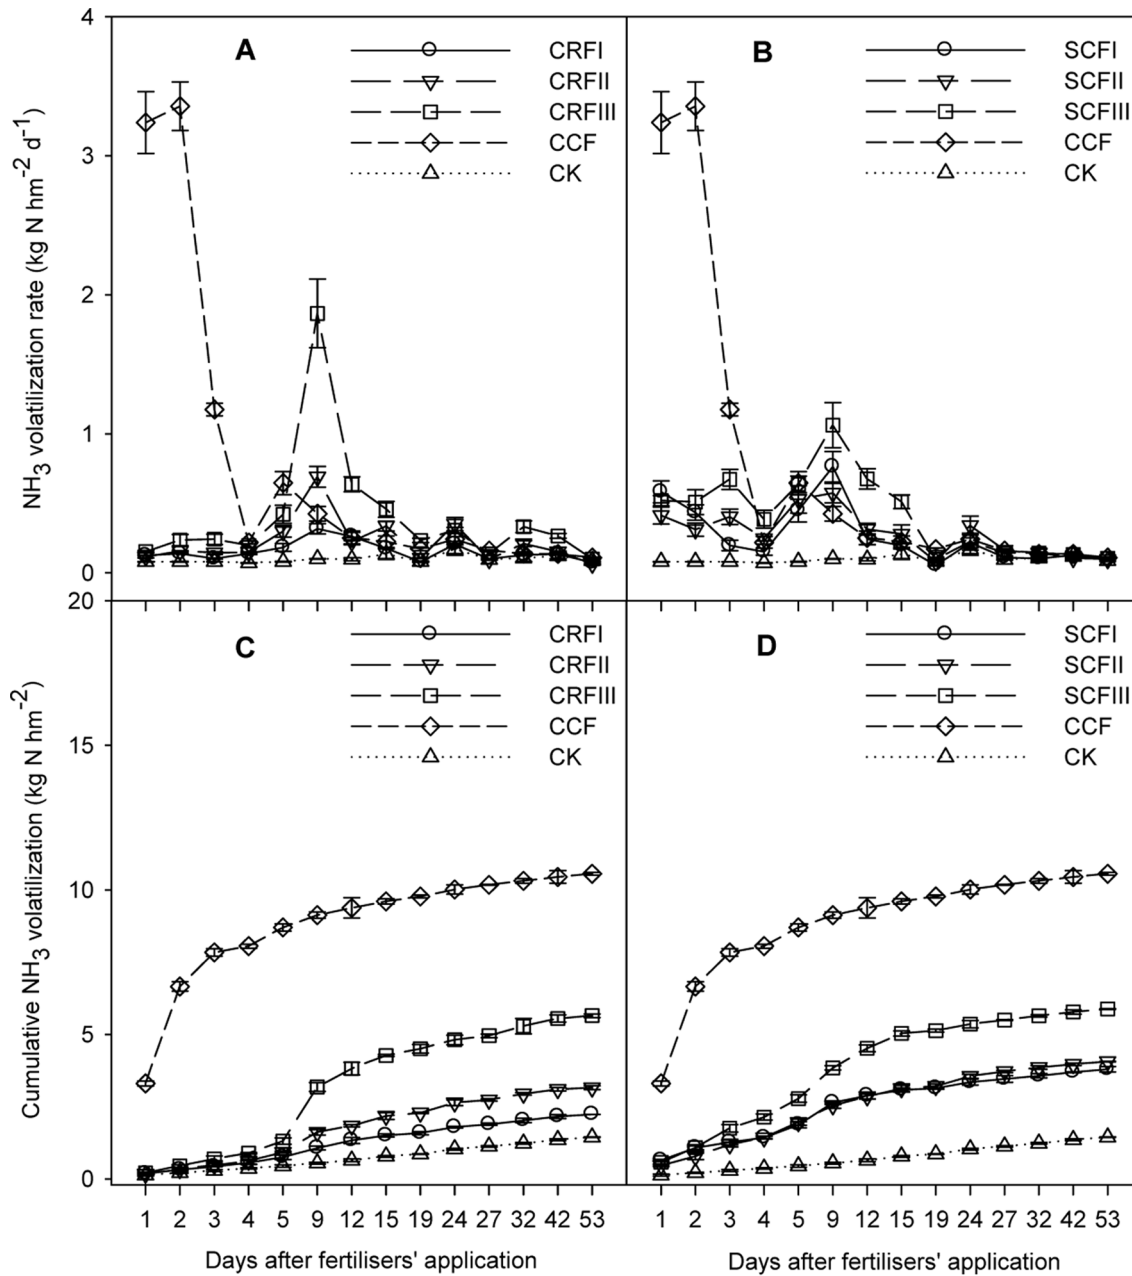 A
CRFI
CRFII
CRFIII
CCF
CK
B
SCFI
SCFII
SCFIII
CCF
CK
4
3
2
1
0
NH3 volatilization rate (kg N hm-2 d-1)
C
CRFI
CRFII
CRFIII
CCF
CK
D
SCFI
SCFII
SCFIII
CCF
CK
20
15
10
5
0
Cumulative NH3 volatilization (kg N hm-2)
1 2 3 4 5 9 12 15 19 24 27 32 42 53
1 2 3 4 5 9 12 15 19 24 27 32 42 53
Days after fertilisers' application
Days after fertilisers' application